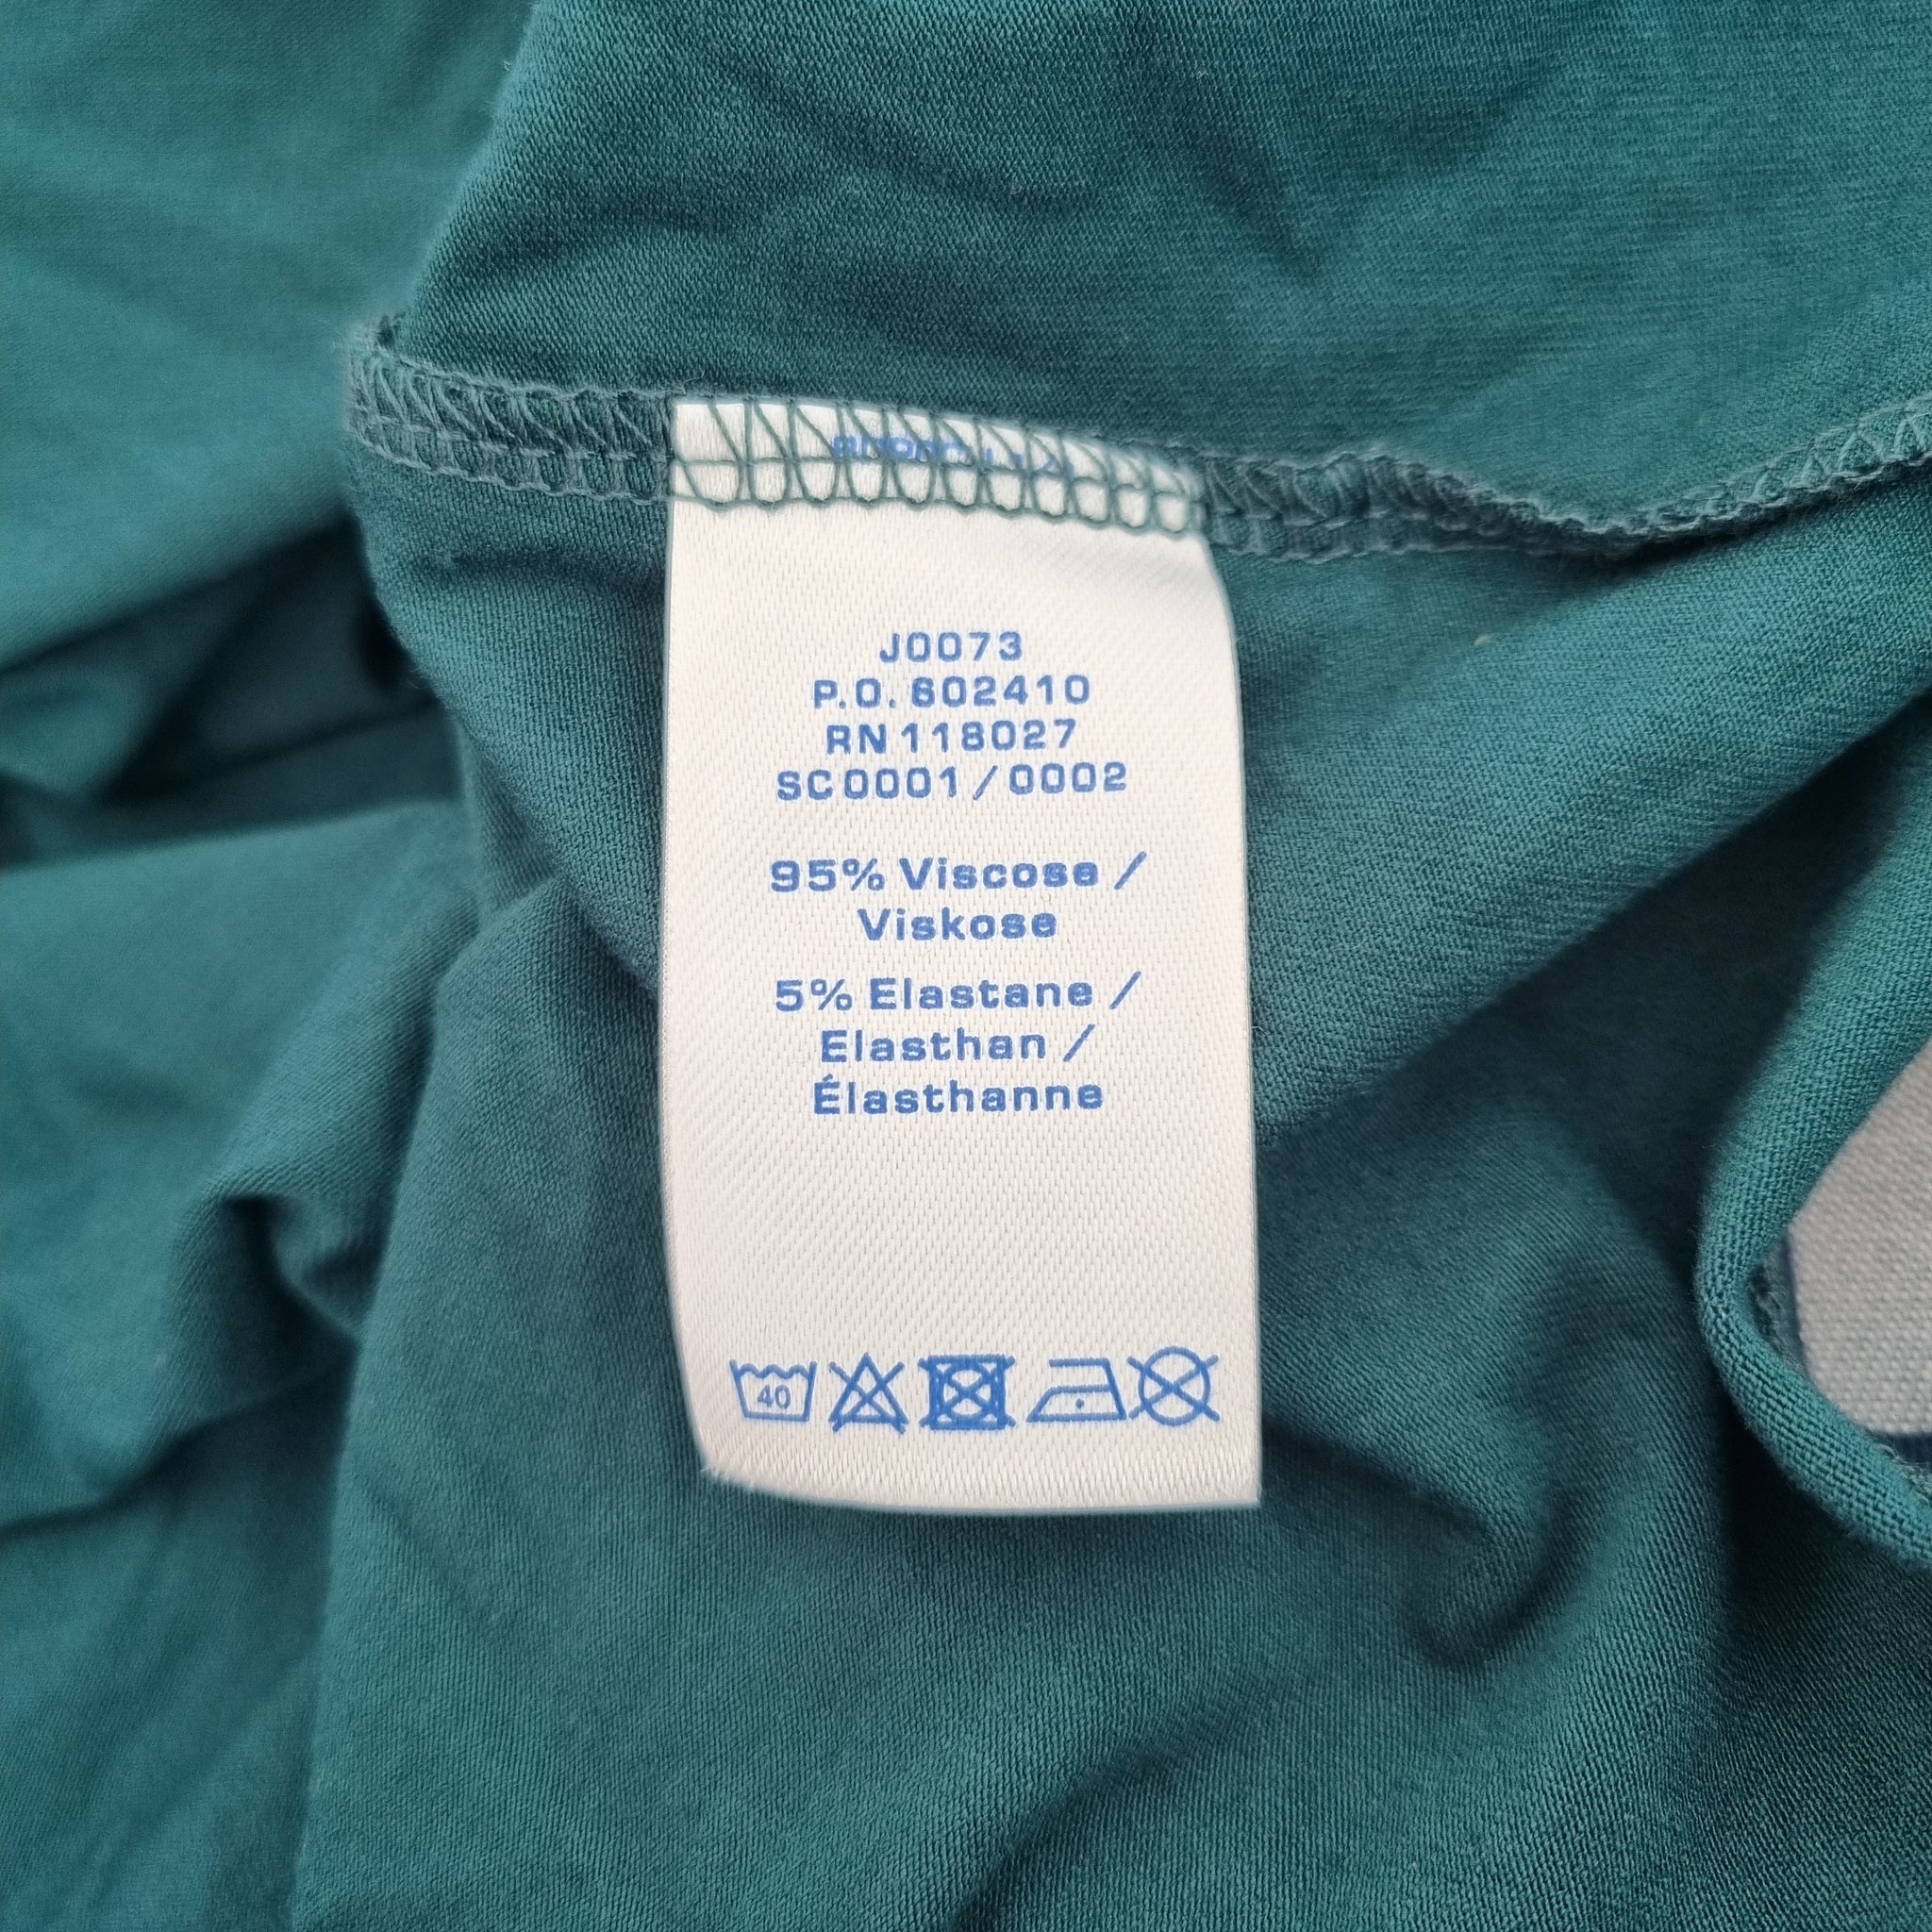 J0073
P.O. 602410
RN 118027
SC 0001 / 0002
95% Viscose /
Viskose
5% Elastane /
Elasthan /
Élasthanne
40